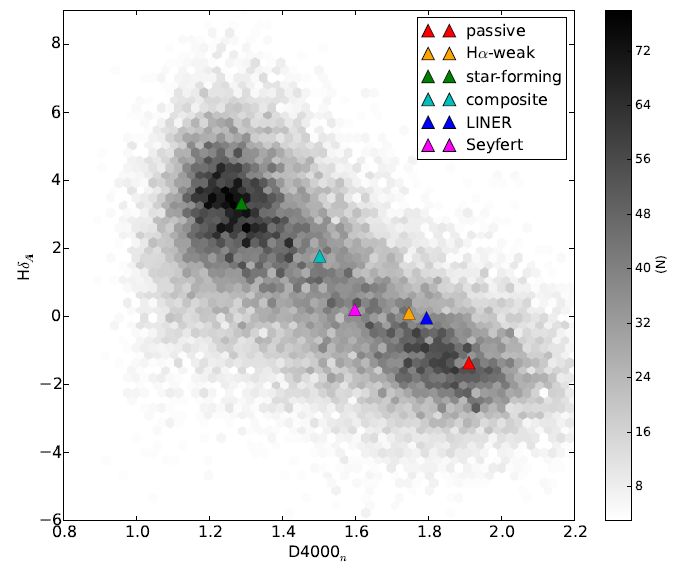 passive
Hα-weak
star-forming
composite
LINER
Seyfert
8
6
4
2
0
−2
−4
−6
0.8 1.0 1.2 1.4 1.6 1.8 2.0 2.2
D4000n
HδA
72
64
56
48
40
32
24
16
8
(N)